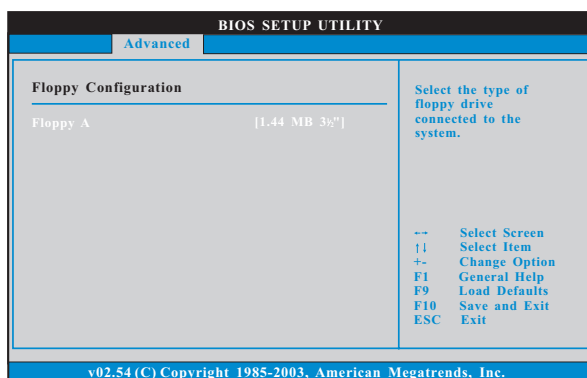 BIOS SETUP UTILITY
Advanced
Floppy Configuration
Floppy A [1.44 MB 3½"]
Select the type of
floppy drive
connected to the
system.
←→ Select Screen
↑↓ Select Item
+- Change Option
F1 General Help
F9 Load Defaults
F10 Save and Exit
ESC Exit
v02.54 (C) Copyright 1985-2003, American Megatrends, Inc.